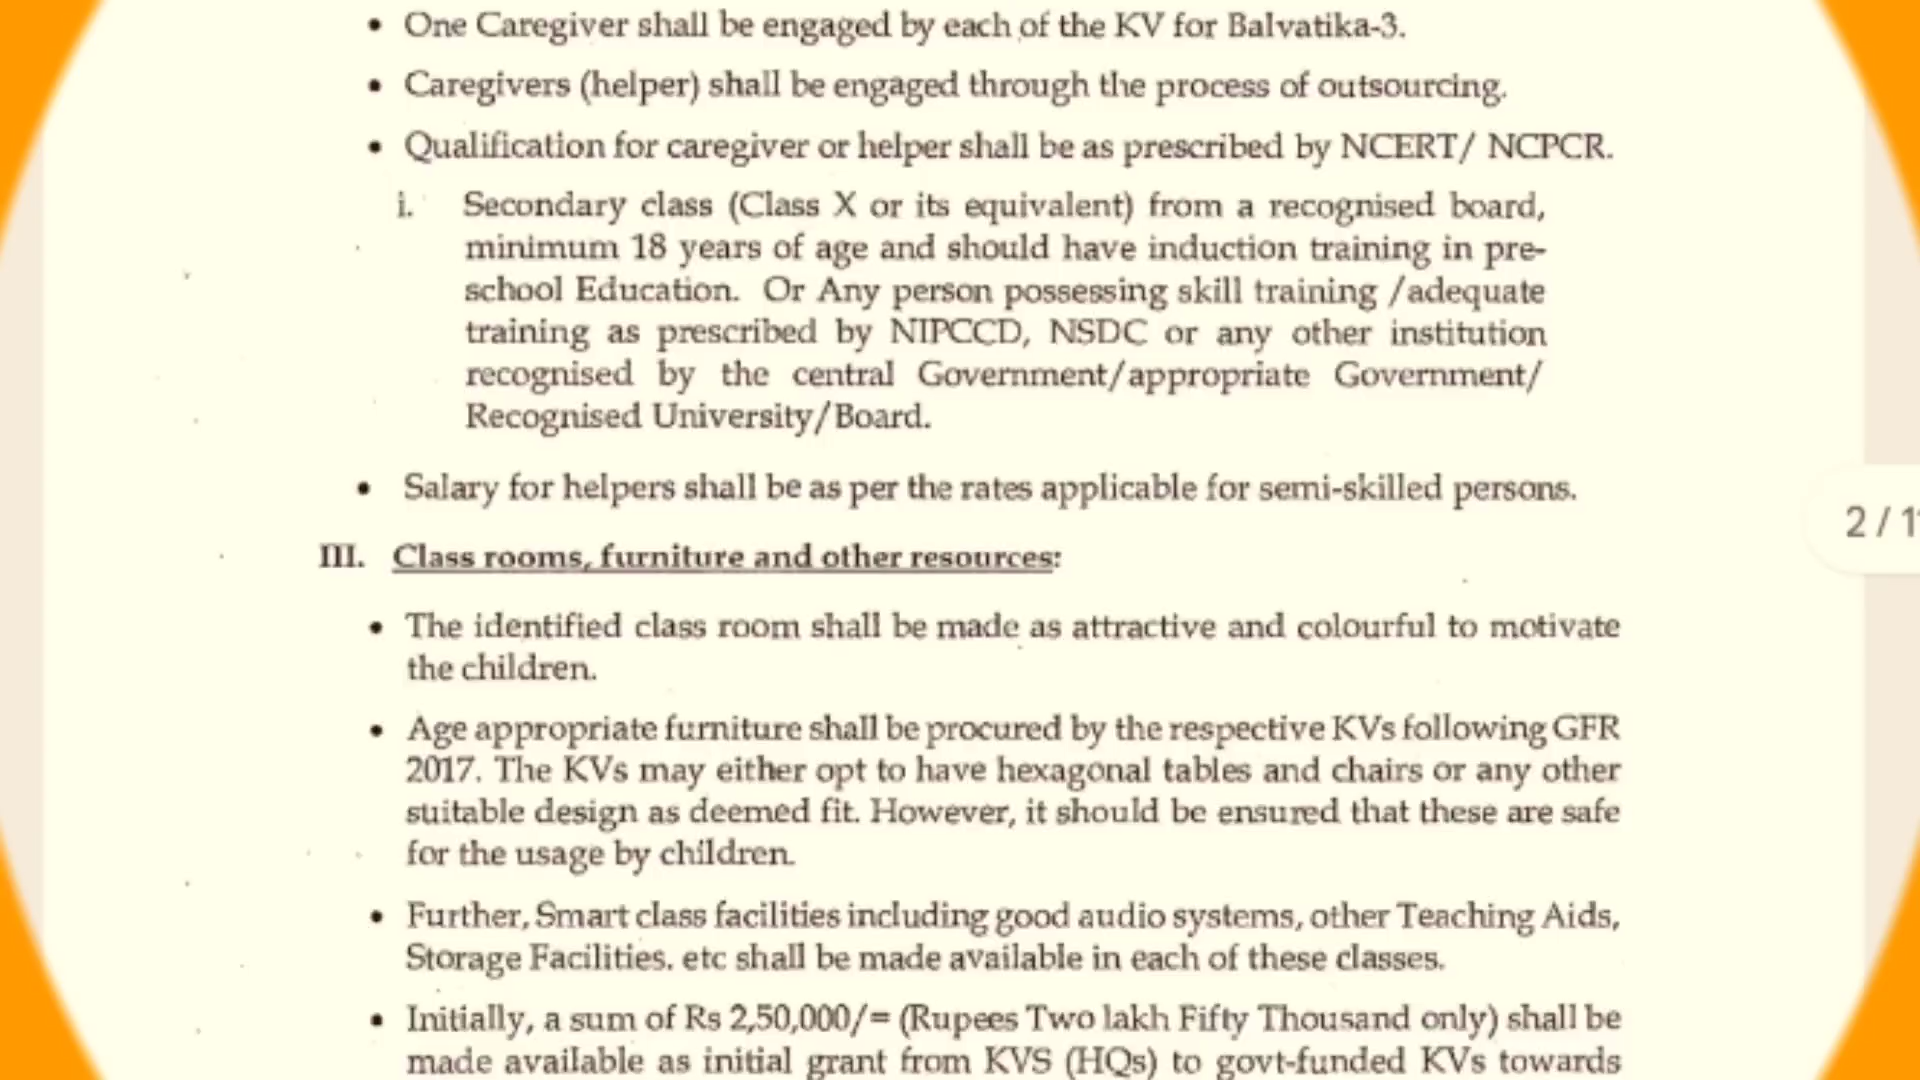 • One Caregiver shall be engaged by each of the KV for Balvatika-3.
• Caregivers (helper) shall be engaged through the process of outsourcing.
• Qualification for caregiver or helper shall be as prescribed by NCERT/ NCPCR.
i. Secondary class (Class X or its equivalent) from a recognised board,
minimum 18 years of age and should have induction training in pre-
school Education. Or Any person possessing skill training /adequate
training as prescribed by NIPCCD, NSDC or any other institution
recognised by the central Government/appropriate Government/
Recognised University/Board.
• Salary for helpers shall be as per the rates applicable for semi-skilled persons.
III. Class rooms, furniture and other resources:
• The identified class room shall be made as attractive and colourful to motivate
the children.
• Age appropriate furniture shall be procured by the respective KVs following GFR
2017. The KVs may either opt to have hexagonal tables and chairs or any other
suitable design as deemed fit. However, it should be ensured that these are safe
for the usage by children.
• Further, Smart class facilities including good audio systems, other Teaching Aids,
Storage Facilities. etc shall be made available in each of these classes.
• Initially, a sum of Rs 2,50,000/= (Rupees Two lakh Fifty Thousand only) shall be
made available as initial grant from KVS (HQs) to govt-funded KVs towards
2 /